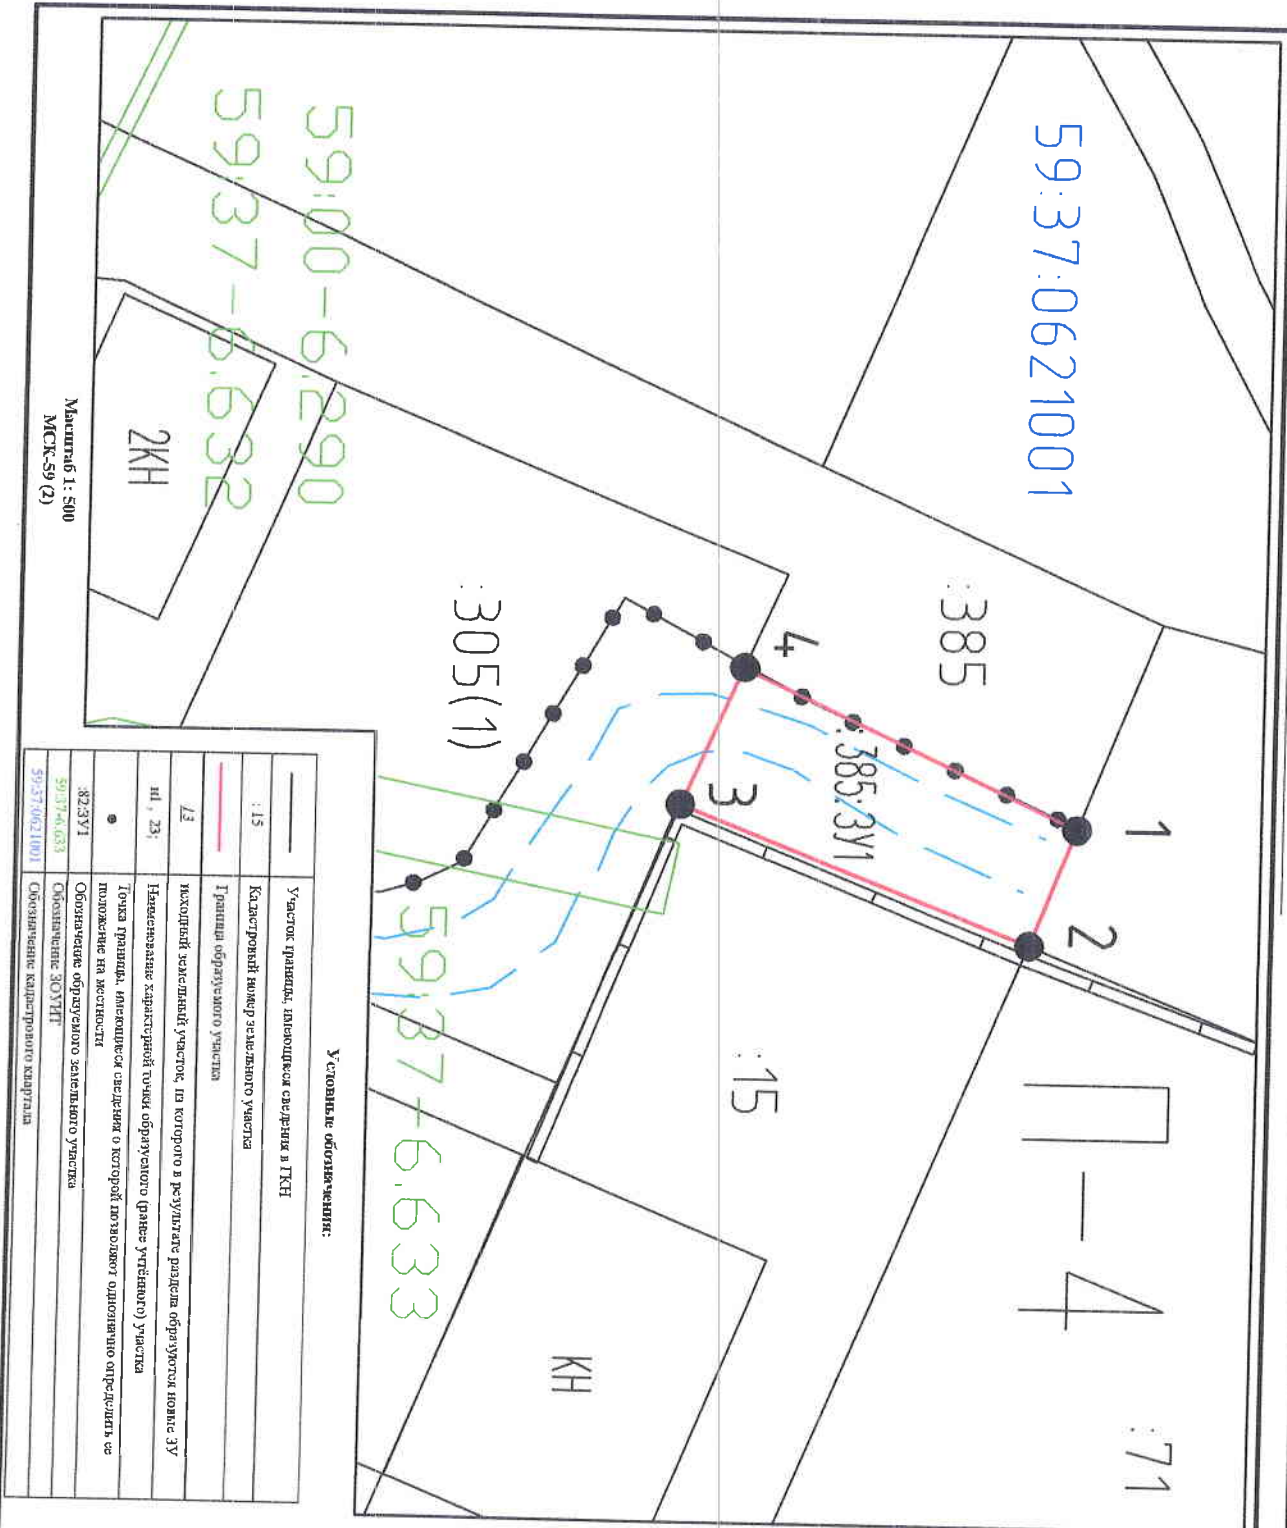 59:37:0621001
П-4
:71
:385
1
2
4
:385:ЗУ1
3
:15
:305(1)
КН
59:00-6.290
59:37-6.632
59:37-6.633
2КН
Масштаб 1: 500
МСК-59 (2)
Условные обозначения:
Участок границы, имеющиеся сведения в ГКН
:15 Кадастровый номер земельного участка
Граница образуемого участка
13 исходный земельный участок, из которого в результате раздела образуются новые ЗУ
н1 , 23; Наименование характерной точки образуемого (ранее учтённого) участка
Точка границы, имеющиеся сведения о которой позволяют однозначно определить ее
положение на местности
:82:ЗУ1 Обозначение образуемого земельного участка
59:37-6.633 Обозначение ЗОУИТ
59:37:0621001 Обозначение кадастрового квартала